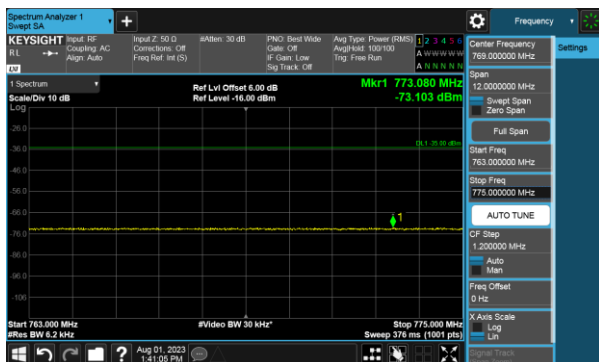 Spectrum Analyzer 1
Swept SA
Frequency
KEYSIGHT
RL
Input: RF
Coupling: AC
Align: Auto
Input Z: 50 Ω
Corrections: Off
Freq Ref: Int (S)
#Atten: 30 dB
PNO: Best Wide
Gate: Off
IF Gain: Low
Sig Track: Off
Avg Type: Power (RMS)
Avg|Hold: 100/100
Trig: Free Run
1 2 3 4 5 6
A W W W W W
A N N N N N
LXI
1 Spectrum
Scale/Div 10 dB
Log
Ref Lvl Offset 6.00 dB
Ref Level -16.00 dBm
Mkr1 773.080 MHz
-73.103 dBm
-26.0
DL1 -35.00 dBm
-36.0
-46.0
-56.0
-66.0
1
-76.0
-86.0
-96.0
-106
Start 763.000 MHz
#Res BW 6.2 kHz
#Video BW 30 kHz*
Stop 775.000 MHz
Sweep 376 ms (1001 pts)
Aug 01, 2023
1:41:05 PM
Center Frequency
769.000000 MHz
Settings
Span
12.0000000 MHz
Swept Span
Zero Span
Full Span
Start Freq
763.000000 MHz
Stop Freq
775.000000 MHz
AUTO TUNE
CF Step
1.200000 MHz
Auto
Man
Freq Offset
0 Hz
X Axis Scale
Log
Lin
Signal Track